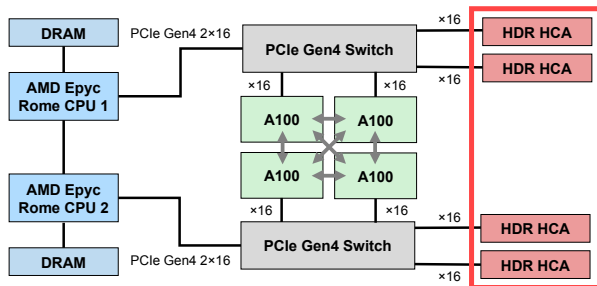 DRAM
PCIe Gen4 2×16
×16
HDR HCA
PCIe Gen4 Switch
×16
HDR HCA
AMD Epyc
Rome CPU 1
×16
×16
A100
A100
A100
A100
AMD Epyc
Rome CPU 2
×16
×16
×16
HDR HCA
PCIe Gen4 Switch
DRAM
PCIe Gen4 2×16
×16
HDR HCA